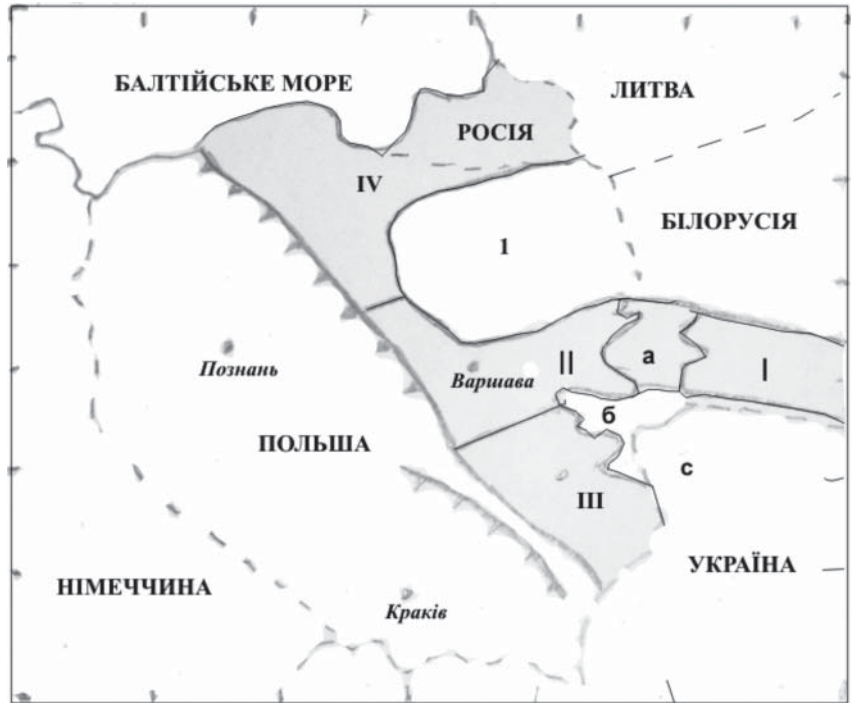 БАЛТІЙСЬКЕ МОРЕ
ЛИТВА
РОСІЯ
IV
БІЛОРУСІЯ
1
Познань
Варшава
II
а
I
б
ПОЛЬША
с
III
УКРАЇНА
НІМЕЧЧИНА
Краків